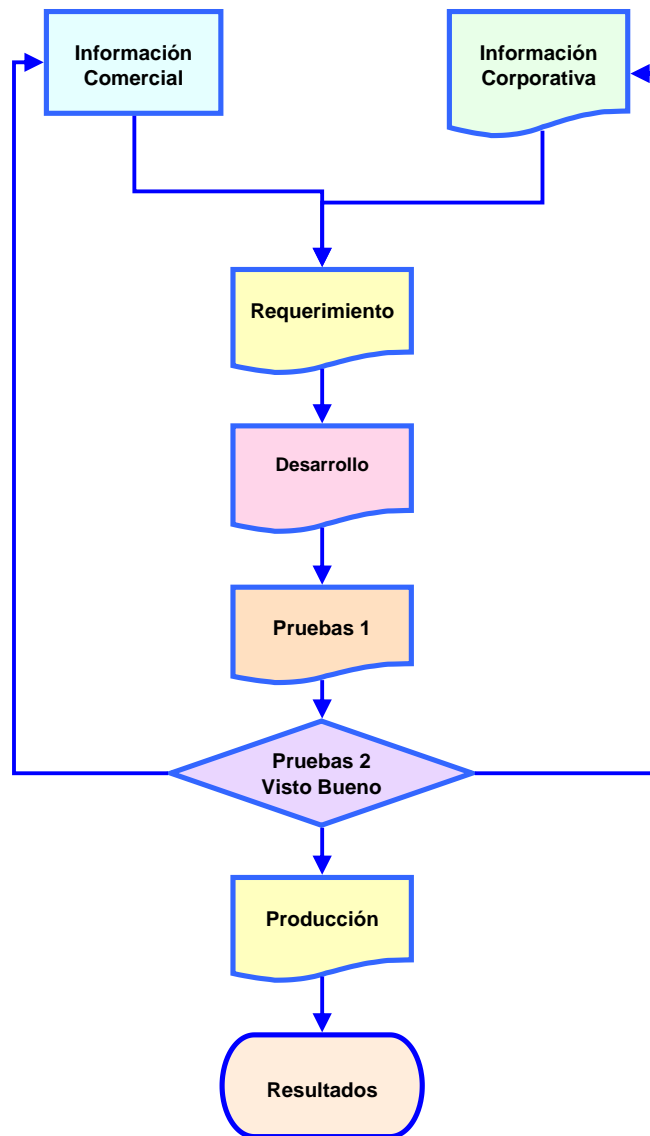 Información
Comercial
Información
Corporativa
Requerimiento
Desarrollo
Pruebas 1
Pruebas 2
Visto Bueno
Producción
Resultados